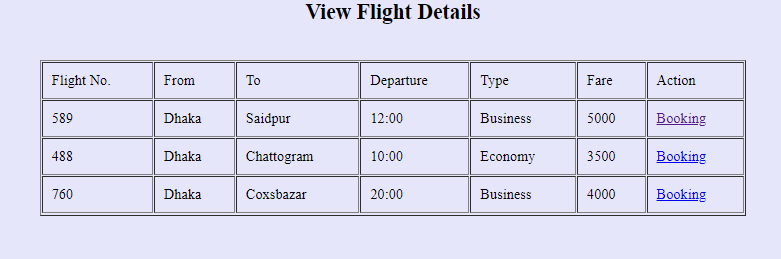 View Flight Details
Flight No. From To Departure Type Fare Action
589 Dhaka Saidpur 12:00 Business 5000 Booking
488 Dhaka Chattogram 10:00 Economy 3500 Booking
760 Dhaka Coxsbazar 20:00 Business 4000 Booking